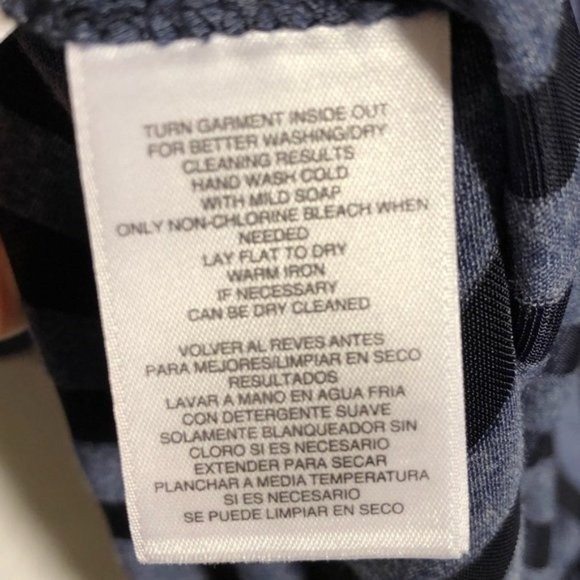 TURN GARMENT INSIDE OUT
FOR BETTER WASHING/DRY
CLEANING RESULTS
HAND WASH COLD
WITH MILD SOAP
ONLY NON-CHLORINE BLEACH WHEN
NEEDED
LAY FLAT TO DRY
WARM IRON
IF NECESSARY
CAN BE DRY CLEANED
VOLVER AL REVES ANTES
PARA MEJORES/LIMPIAR EN SECO
RESULTADOS
LAVAR A MANO EN AGUA FRIA
CON DETERGENTE SUAVE
SOLAMENTE BLANQUEADOR SIN
CLORO SI ES NECESARIO
EXTENDER PARA SECAR
PLANCHAR A MEDIA TEMPERATURA
SI ES NECESARIO
SE PUEDE LIMPIAR EN SECO